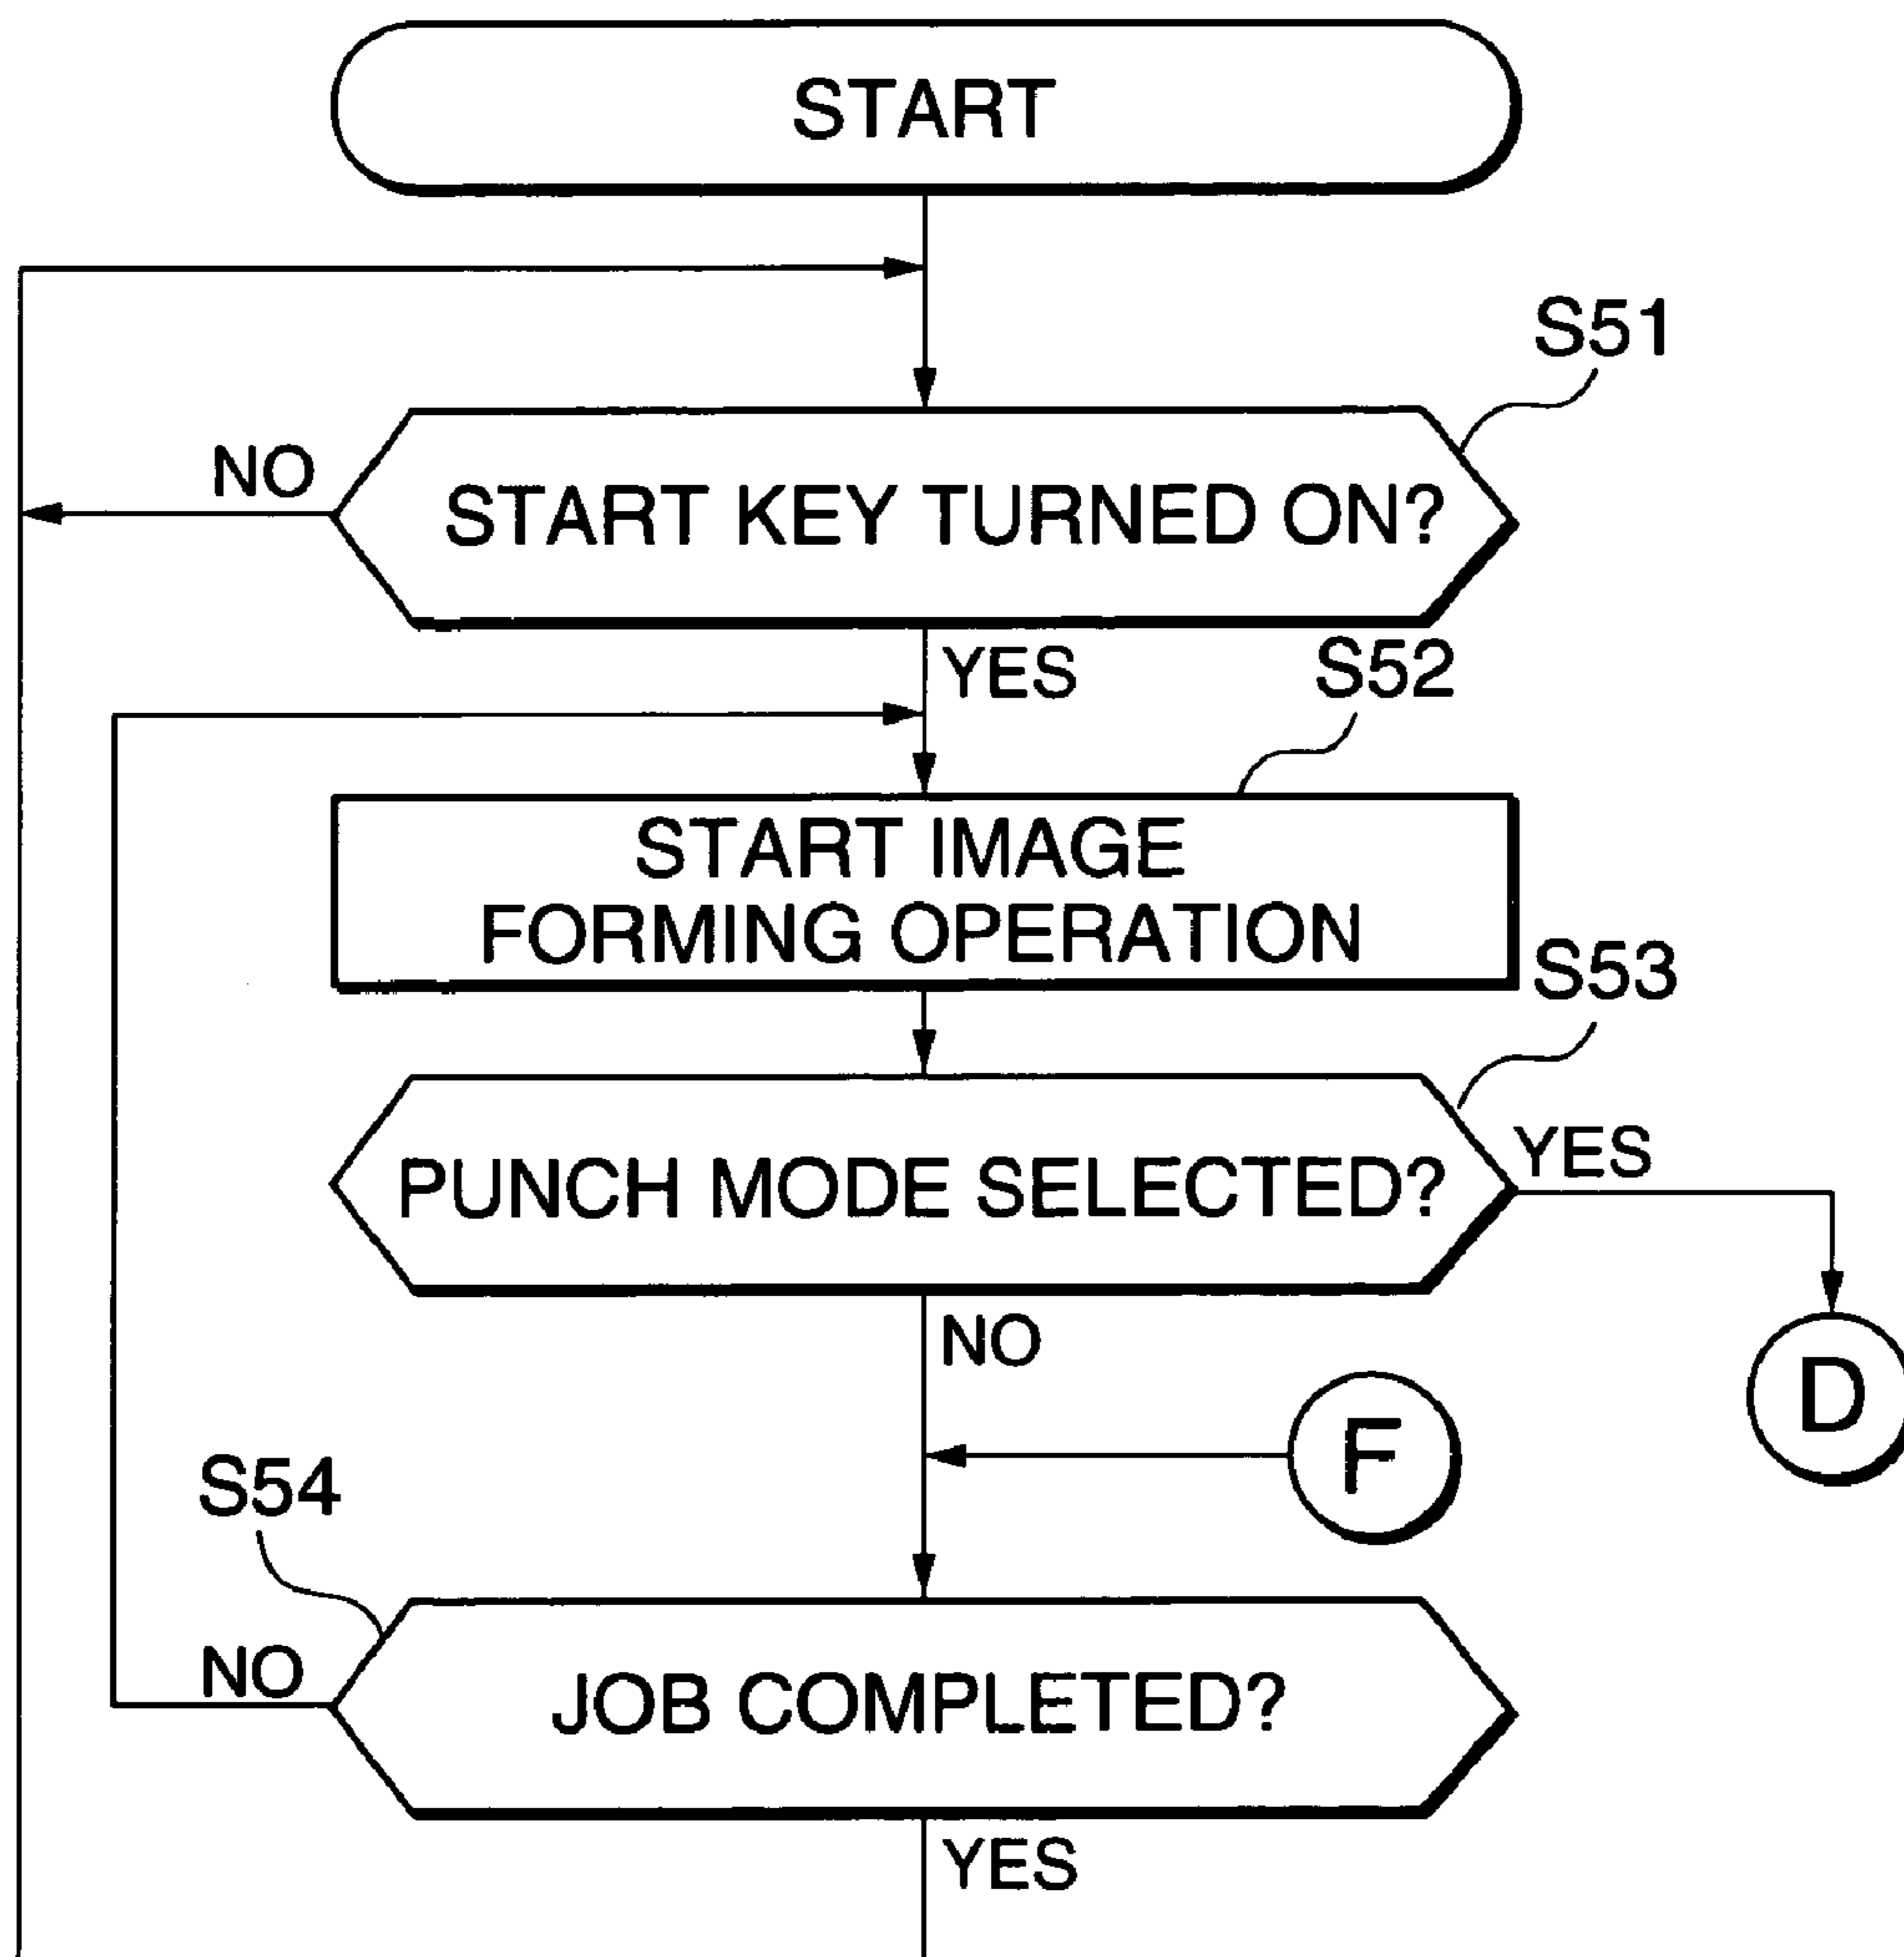 START
S51
NO
START KEY TURNED ON?
YES
S52
START IMAGE
FORMING OPERATION
S53
PUNCH MODE SELECTED?
YES
NO
D
F
S54
NO
JOB COMPLETED?
YES